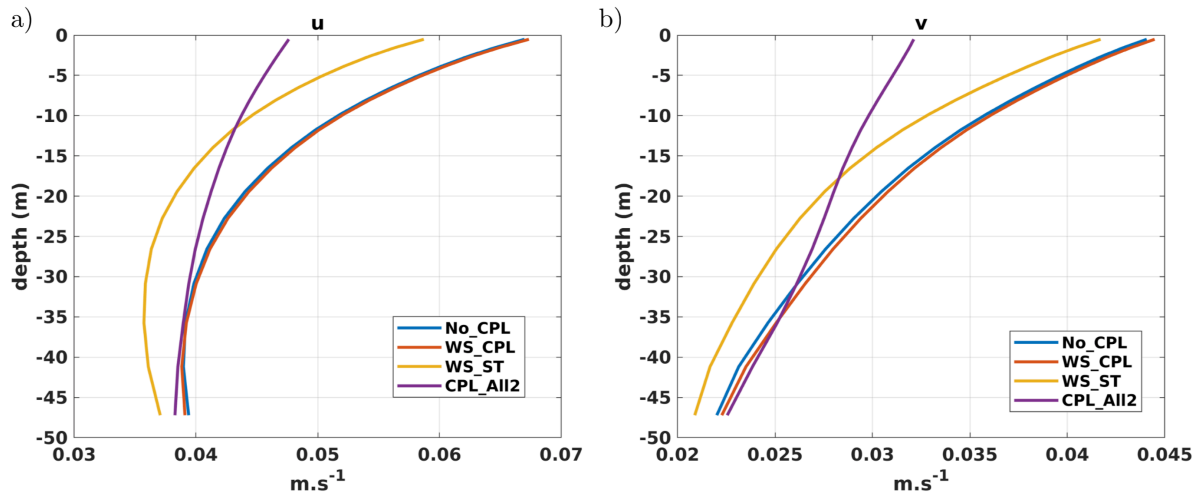 a)
u
0
-5
-10
-15
-20
-25
-30
-35
-40
-45
-50
depth (m)
0.03 0.04 0.05 0.06 0.07
m.s-1
No_CPL
WS_CPL
WS_ST
CPL_All2
b)
v
0
-5
-10
-15
-20
-25
-30
-35
-40
-45
-50
depth (m)
0.02 0.025 0.03 0.035 0.04 0.045
m.s-1
No_CPL
WS_CPL
WS_ST
CPL_All2